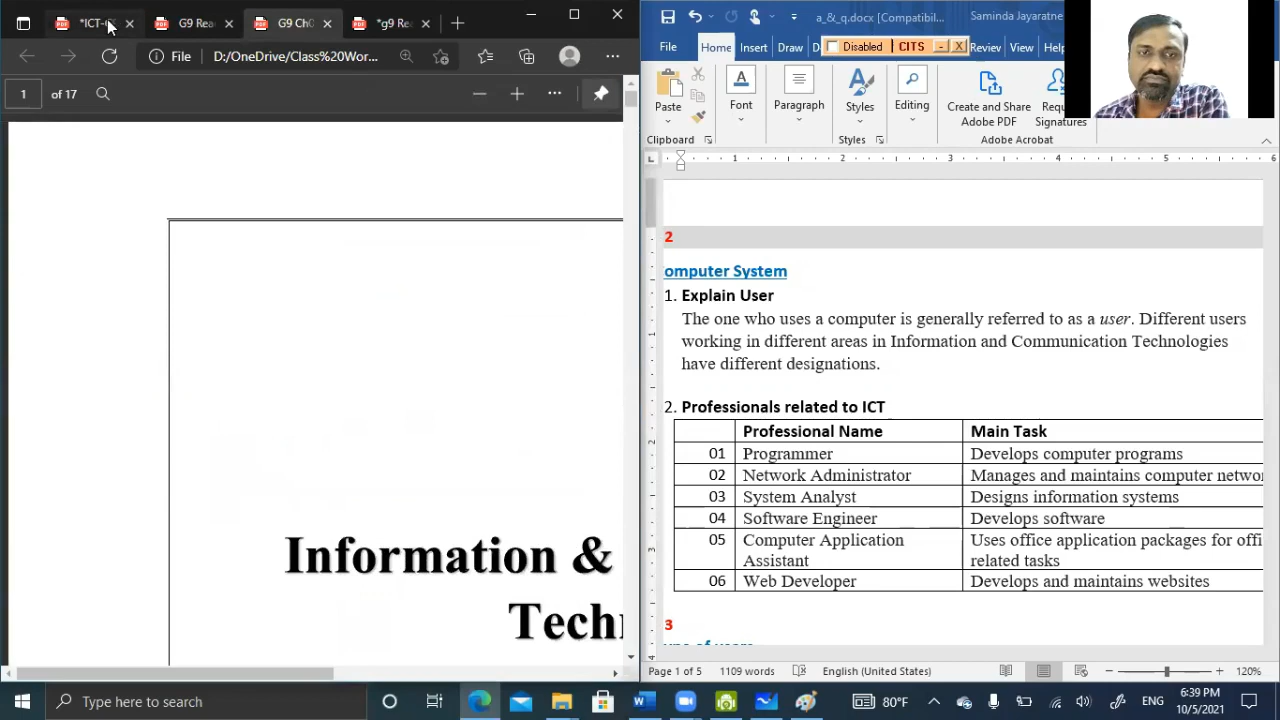 *ICT-
G9 Rea
G9 Ch0
*g9 Re
File
D:/OneDrive/Class%20Wor...
1
of 17
Information &
Tech
a_&_q.docx [Compatibil...
Saminda Jayaratne
File
Home
Insert
Draw
Disabled
CITS
Review
View
Help
Paste
Font
Paragraph
Styles
Editing
Create and Share
Adobe PDF
Requ
Signatures
Clipboard
Styles
Adobe Acrobat
1 2 3 4 5 6
2
omputer System
1. Explain User
The one who uses a computer is generally referred to as a user. Different users
working in different areas in Information and Communication Technologies
have different designations.
2. Professionals related to ICT
Professional Name Main Task
01 Programmer Develops computer programs
02 Network Administrator Manages and maintains computer networ
03 System Analyst Designs information systems
04 Software Engineer Develops software
05 Computer Application Uses office application packages for offi
Assistant related tasks
06 Web Developer Develops and maintains websites
3
Page 1 of 5
1109 words
English (United States)
120%
Type here to search
80°F
ENG
6:39 PM
10/5/2021